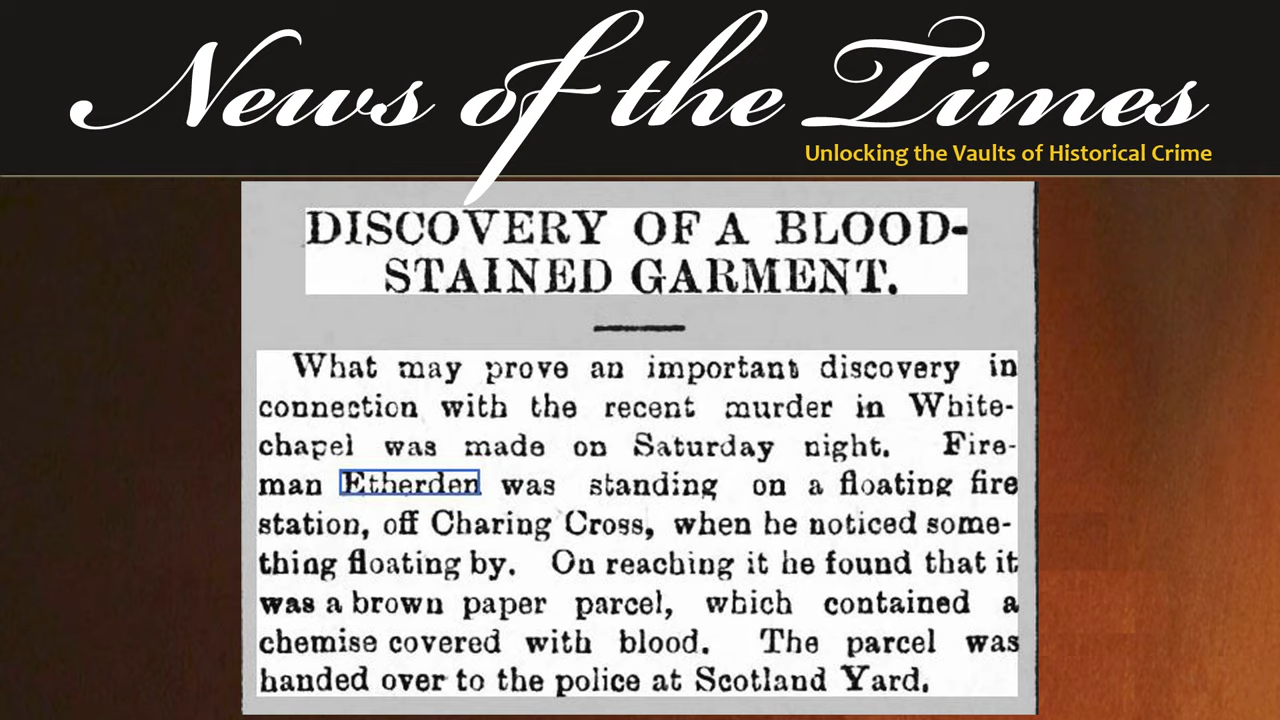 News of the Times
Unlocking the Vaults of Historical Crime
DISCOVERY OF A BLOOD-
STAINED GARMENT.
What may prove an important discovery in
connection with the recent murder in White-
chapel was made on Saturday night. Fire-
man Etherden was standing on a floating fire
station, off Charing Cross, when he noticed some-
thing floating by. On reaching it he found that it
was a brown paper parcel, which contained a
chemise covered with blood. The parcel was
handed over to the police at Scotland Yard.